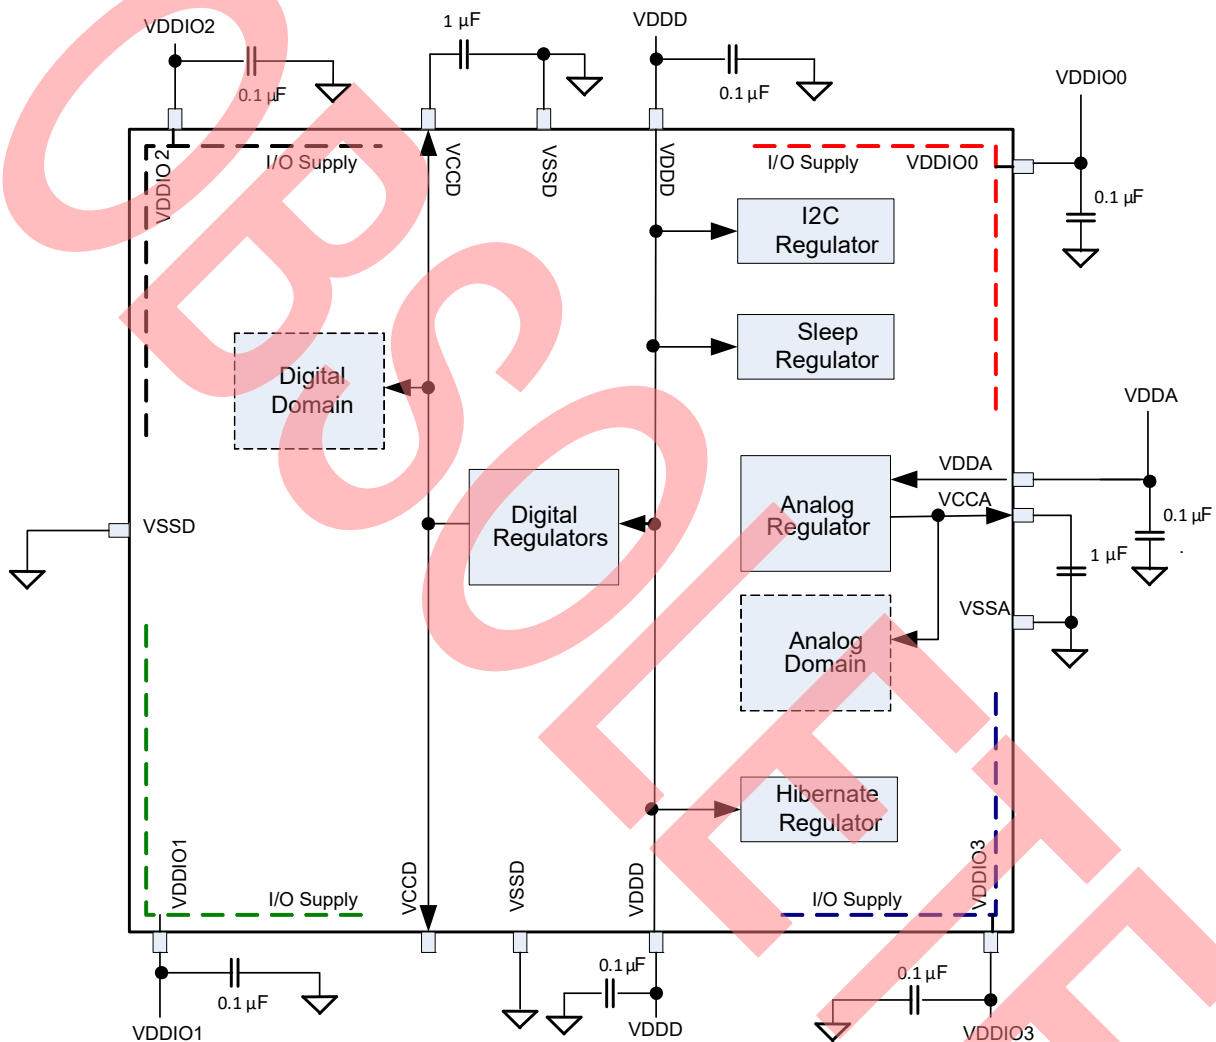 VDDIO2
1 µF
VDDD
0.1 µF
0.1 µF
VDDIO0
0.1 µF
VDDIO2
I/O Supply
VCCD
VSSD
VDDD
I/O Supply
VDDIO0
I2C
Regulator
Sleep
Regulator
Digital
Domain
VDDA
VDDA
VCCA
0.1 µF
.
1 µF
Analog
Regulator
Digital
Regulators
VSSD
VSSA
Analog
Domain
Hibernate
Regulator
VDDIO1
I/O Supply
VCCD
VSSD
VDDD
I/O Supply
VDDIO3
0.1 µF
0.1 µF
0.1 µF
VDDIO1
VDDD
VDDIO3
OBSOLETE